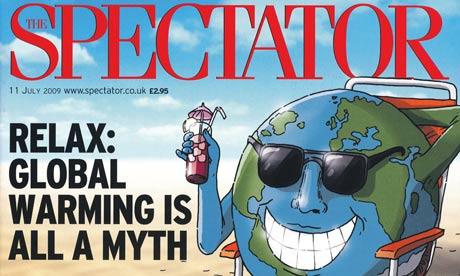 THE SPECTATOR
11 JULY 2009 www.spectator.co.uk £2.95
RELAX:
GLOBAL
WARMING IS
ALL A MYTH